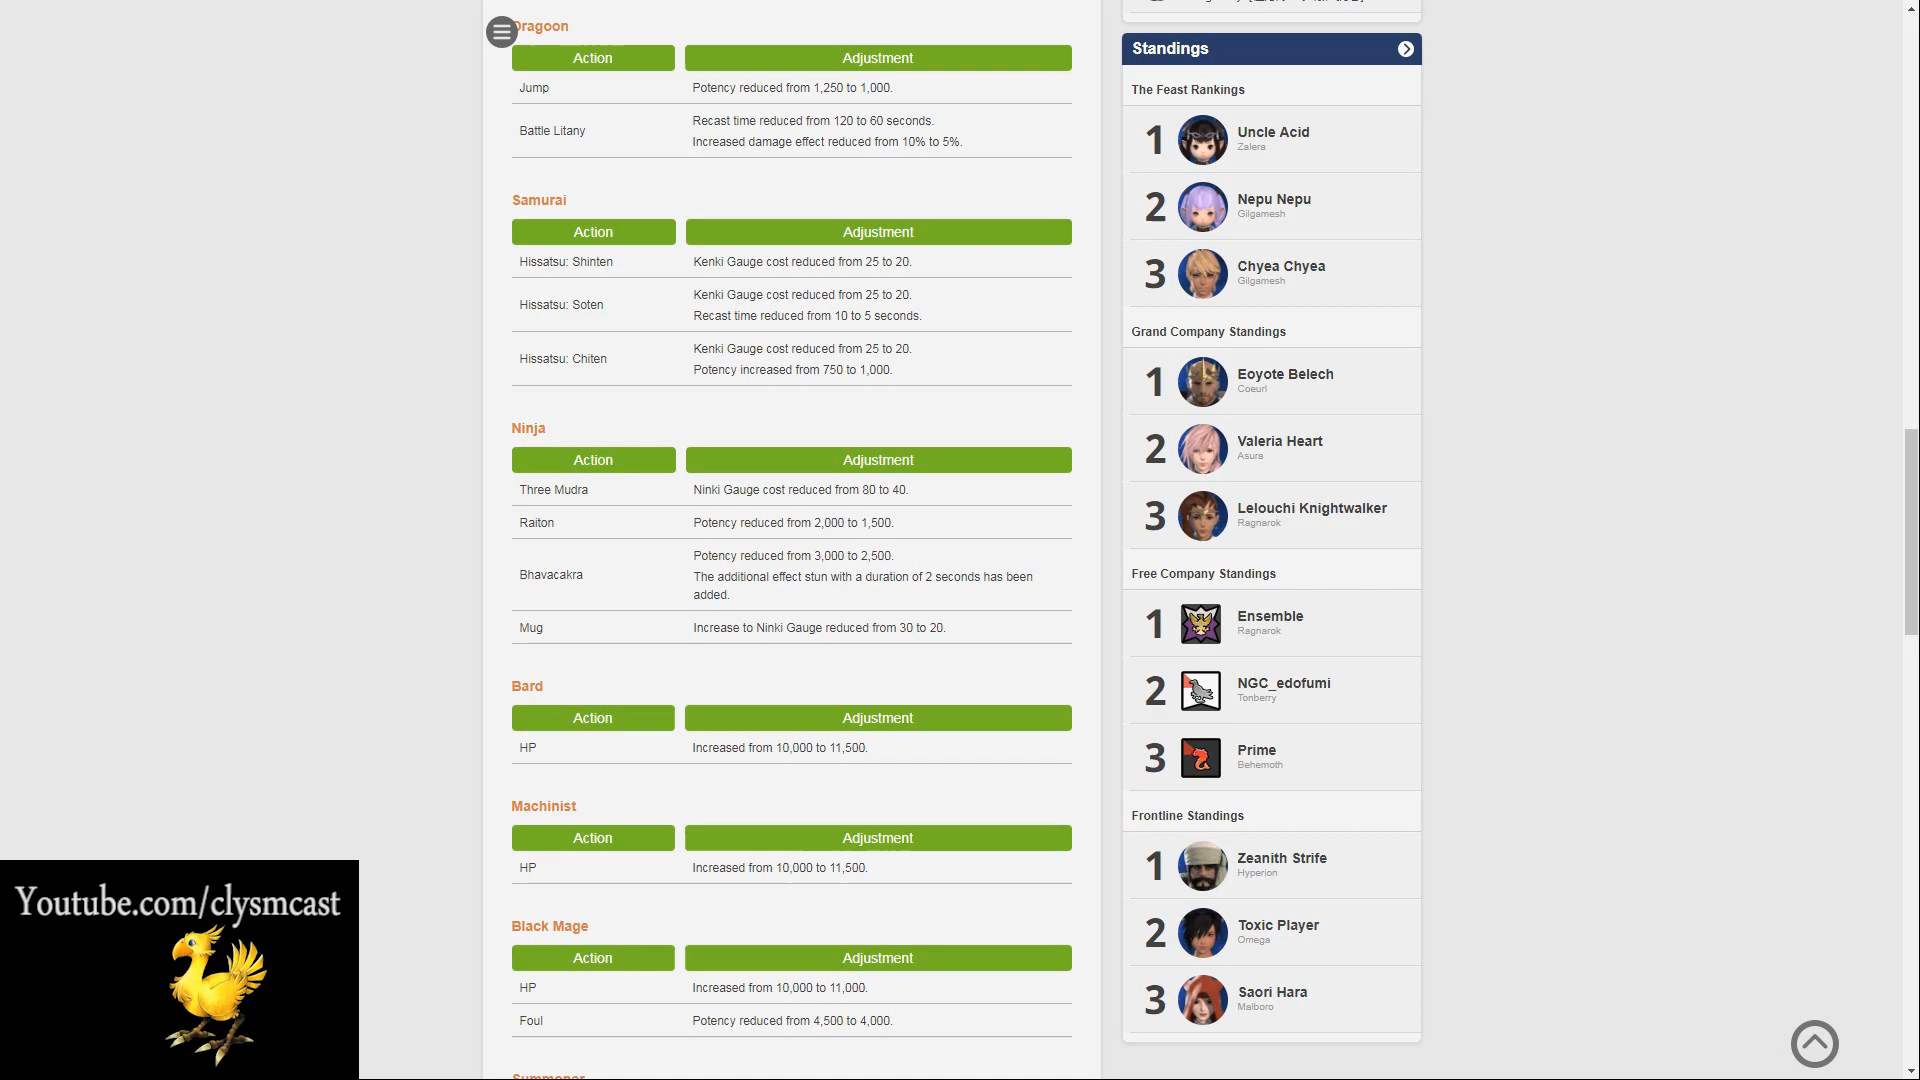 Dragoon
Action Adjustment
Jump Potency reduced from 1,250 to 1,000.
Battle Litany Recast time reduced from 120 to 60 seconds.
Increased damage effect reduced from 10% to 5%.
Samurai
Action Adjustment
Hissatsu: Shinten Kenki Gauge cost reduced from 25 to 20.
Hissatsu: Soten Kenki Gauge cost reduced from 25 to 20.
Recast time reduced from 10 to 5 seconds.
Hissatsu: Chiten Kenki Gauge cost reduced from 25 to 20.
Potency increased from 750 to 1,000.
Ninja
Action Adjustment
Three Mudra Ninki Gauge cost reduced from 80 to 40.
Raiton Potency reduced from 2,000 to 1,500.
Bhavacakra Potency reduced from 3,000 to 2,500.
The additional effect stun with a duration of 2 seconds has been
added.
Mug Increase to Ninki Gauge reduced from 30 to 20.
Bard
Action Adjustment
HP Increased from 10,000 to 11,500.
Machinist
Action Adjustment
HP Increased from 10,000 to 11,500.
Black Mage
Action Adjustment
HP Increased from 10,000 to 11,000.
Foul Potency reduced from 4,500 to 4,000.
Summoner
Standings
The Feast Rankings
1 Uncle Acid
Zalera
2 Nepu Nepu
Gilgamesh
3 Chyea Chyea
Gilgamesh
Grand Company Standings
1 Eoyote Belech
Coeurl
2 Valeria Heart
Asura
3 Lelouchi Knightwalker
Ragnarok
Free Company Standings
1 Ensemble
Ragnarok
2 NGC_edofumi
Tonberry
3 Prime
Behemoth
Frontline Standings
1 Zeanith Strife
Hyperion
2 Toxic Player
Omega
3 Saori Hara
Malboro
Youtube.com/clysmcast